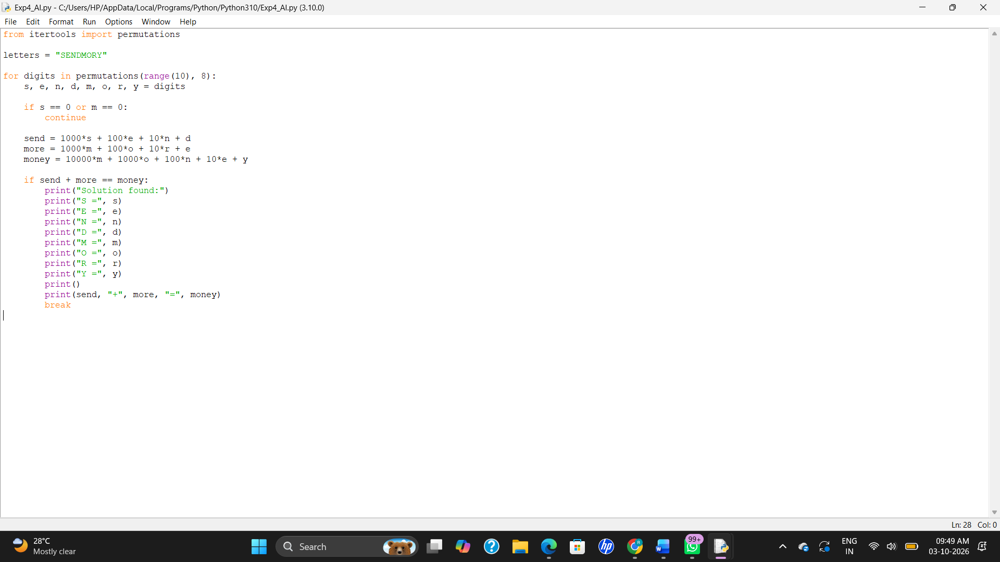 Exp4_AI.py - C:/Users/HP/AppData/Local/Programs/Python/Python310/Exp4_AI.py (3.10.0)
File Edit Format Run Options Window Help
from itertools import permutations

letters = "SENDMORY"

for digits in permutations(range(10), 8):
    s, e, n, d, m, o, r, y = digits

    if s == 0 or m == 0:
        continue

    send = 1000*s + 100*e + 10*n + d
    more = 1000*m + 100*o + 10*r + e
    money = 10000*m + 1000*o + 100*n + 10*e + y

    if send + more == money:
        print("Solution found:")
        print("S =", s)
        print("E =", e)
        print("N =", n)
        print("D =", d)
        print("M =", m)
        print("O =", o)
        print("R =", r)
        print("Y =", y)
        print()
        print(send, "+", more, "=", money)
        break
Ln: 28 Col: 0
28°C
Mostly clear
Search
hp
R
W
99+
ENG
IN
09:49 AM
03-10-2026